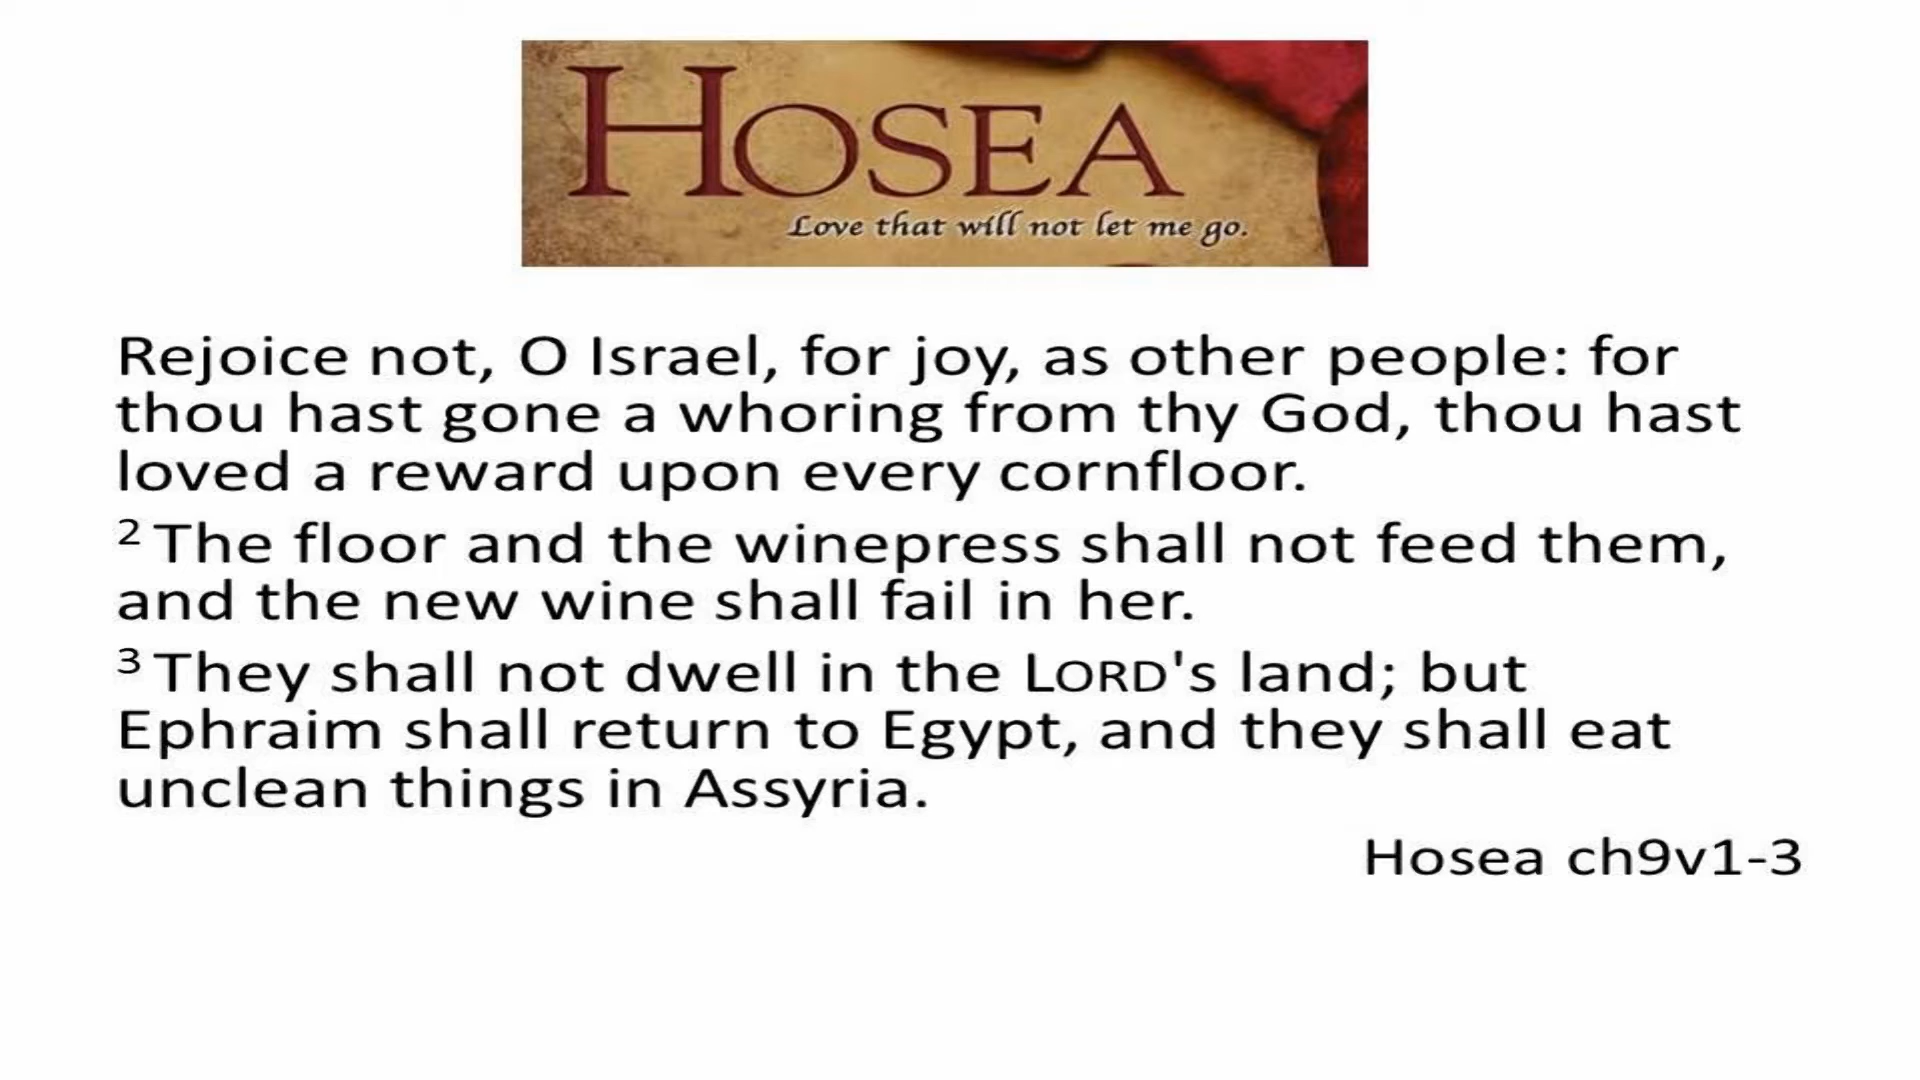 HOSEA
Love that will not let me go.
Rejoice not, O Israel, for joy, as other people: for
thou hast gone a whoring from thy God, thou hast
loved a reward upon every cornfloor.
2 The floor and the winepress shall not feed them,
and the new wine shall fail in her.
3 They shall not dwell in the LORD's land; but
Ephraim shall return to Egypt, and they shall eat
unclean things in Assyria.
Hosea ch9v1-3